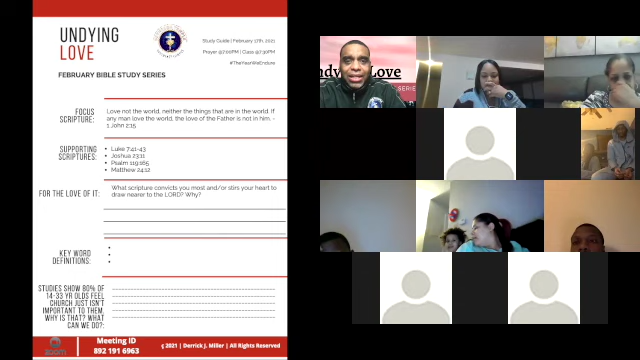 UNDYING
LOVE
Study Guide | February 17th, 2021
Prayer @7:00PM | Class @7:30PM
#TheYearWeEndure
FEBRUARY BIBLE STUDY SERIES
FOCUS
SCRIPTURE:
Love not the world, neither the things that are in the world. If
any man love the world, the love of the Father is not in him. -
1 John 2:15
SUPPORTING
SCRIPTURES:
• Luke 7:41-43
• Joshua 23:11
• Psalm 119:165
• Matthew 24:12
FOR THE LOVE OF IT:
What scripture convicts you most and/or stirs your heart to
draw nearer to the LORD? Why?
KEY WORD
DEFINITIONS:
STUDIES SHOW 80% OF
14-33 YR OLDS FEEL
CHURCH JUST ISN'T
IMPORTANT TO THEM.
WHY IS THAT? WHAT
CAN WE DO?:
zoom
Meeting ID
892 191 6963
© 2021 | Derrick J. Miller | All Rights Reserved
Love